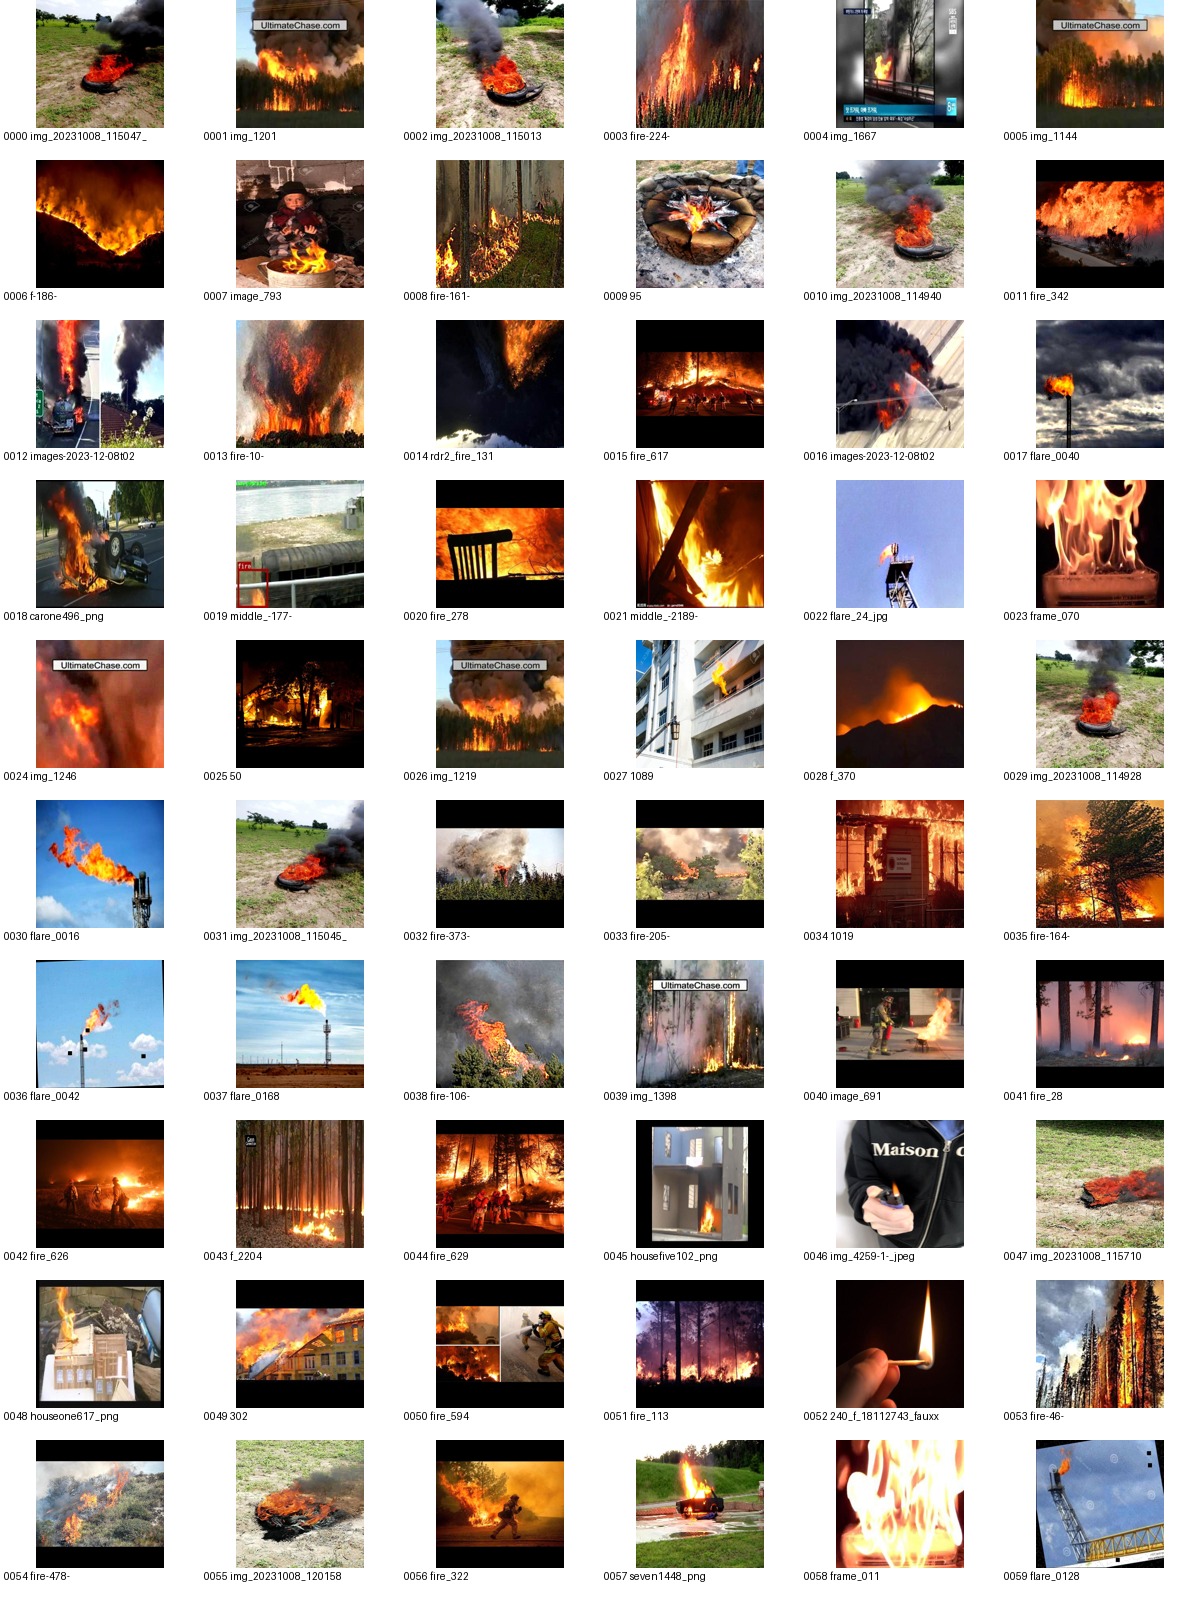 UltimateChase.com
0000 img_20231008_115047_
0001 img_1201
0002 img_20231008_115013
0003 fire-224-
0004 img_1667
UltimateChase.com
0005 img_1144
0006 f-186-
0007 image_793
0008 fire-161-
0009 95
0010 img_20231008_114940
0011 fire_342
0012 images-2023-12-08t02
0013 fire-10-
0014 rdr2_fire_131
0015 fire_617
0016 images-2023-12-08t02
0017 flare_0040
fire
0018 carone496_png
0019 middle_-177-
0020 fire_278
0021 middle_-2189-
0022 flare_24_jpg
0023 frame_070
UltimateChase.com
UltimateChase.com
0024 img_1246
0025 50
0026 img_1219
0027 1089
0028 f_370
0029 img_20231008_114928
0030 flare_0016
0031 img_20231008_115045_
0032 fire-373-
0033 fire-205-
0034 1019
0035 fire-164-
UltimateChase.com
0036 flare_0042
0037 flare_0168
0038 fire-106-
0039 img_1398
0040 image_691
0041 fire_28
Maison
0042 fire_626
0043 f_2204
0044 fire_629
0045 housefive102_png
0046 img_4259-1-_jpeg
0047 img_20231008_115710
0048 houseone617_png
0049 302
0050 fire_594
0051 fire_113
0052 240_f_18112743_fauxx
0053 fire-46-
0054 fire-478-
0055 img_20231008_120158
0056 fire_322
0057 seven1448_png
0058 frame_011
0059 flare_0128